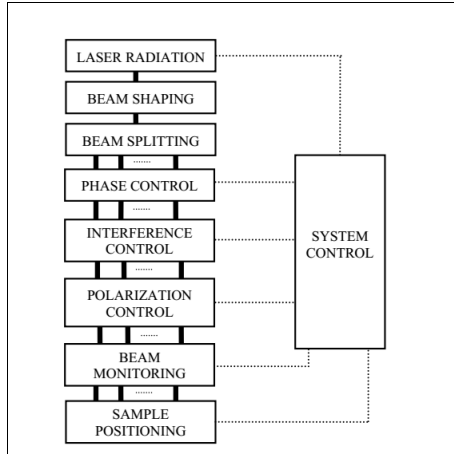 LASER RADIATION
BEAM SHAPING
BEAM SPLITTING
PHASE CONTROL
INTERFERENCE
CONTROL
POLARIZATION
CONTROL
BEAM
MONITORING
SAMPLE
POSITIONING
SYSTEM
CONTROL